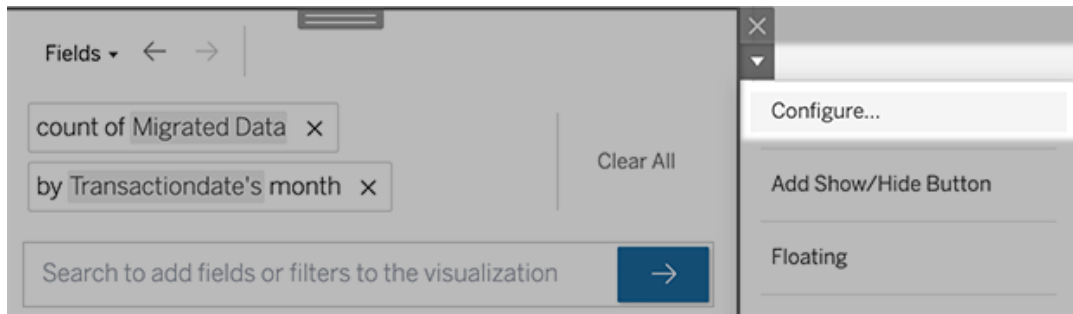 Fields
count of Migrated Data
by Transactiondate's month
Clear All
Search to add fields or filters to the visualization
Configure...
Add Show/Hide Button
Floating